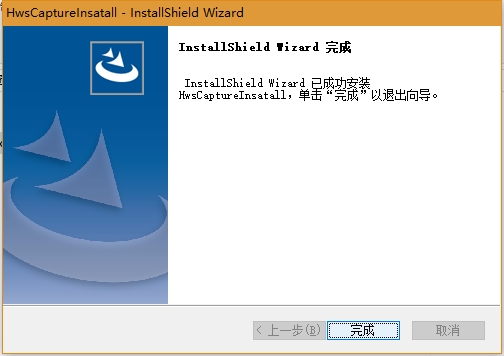 HwsCaptureInsatall - InstallShield Wizard
InstallShield Wizard 完成
InstallShield Wizard 已成功安装
HwsCaptureInsatall，单击“完成”以退出向导。
< 上一步(B)
完成
取消